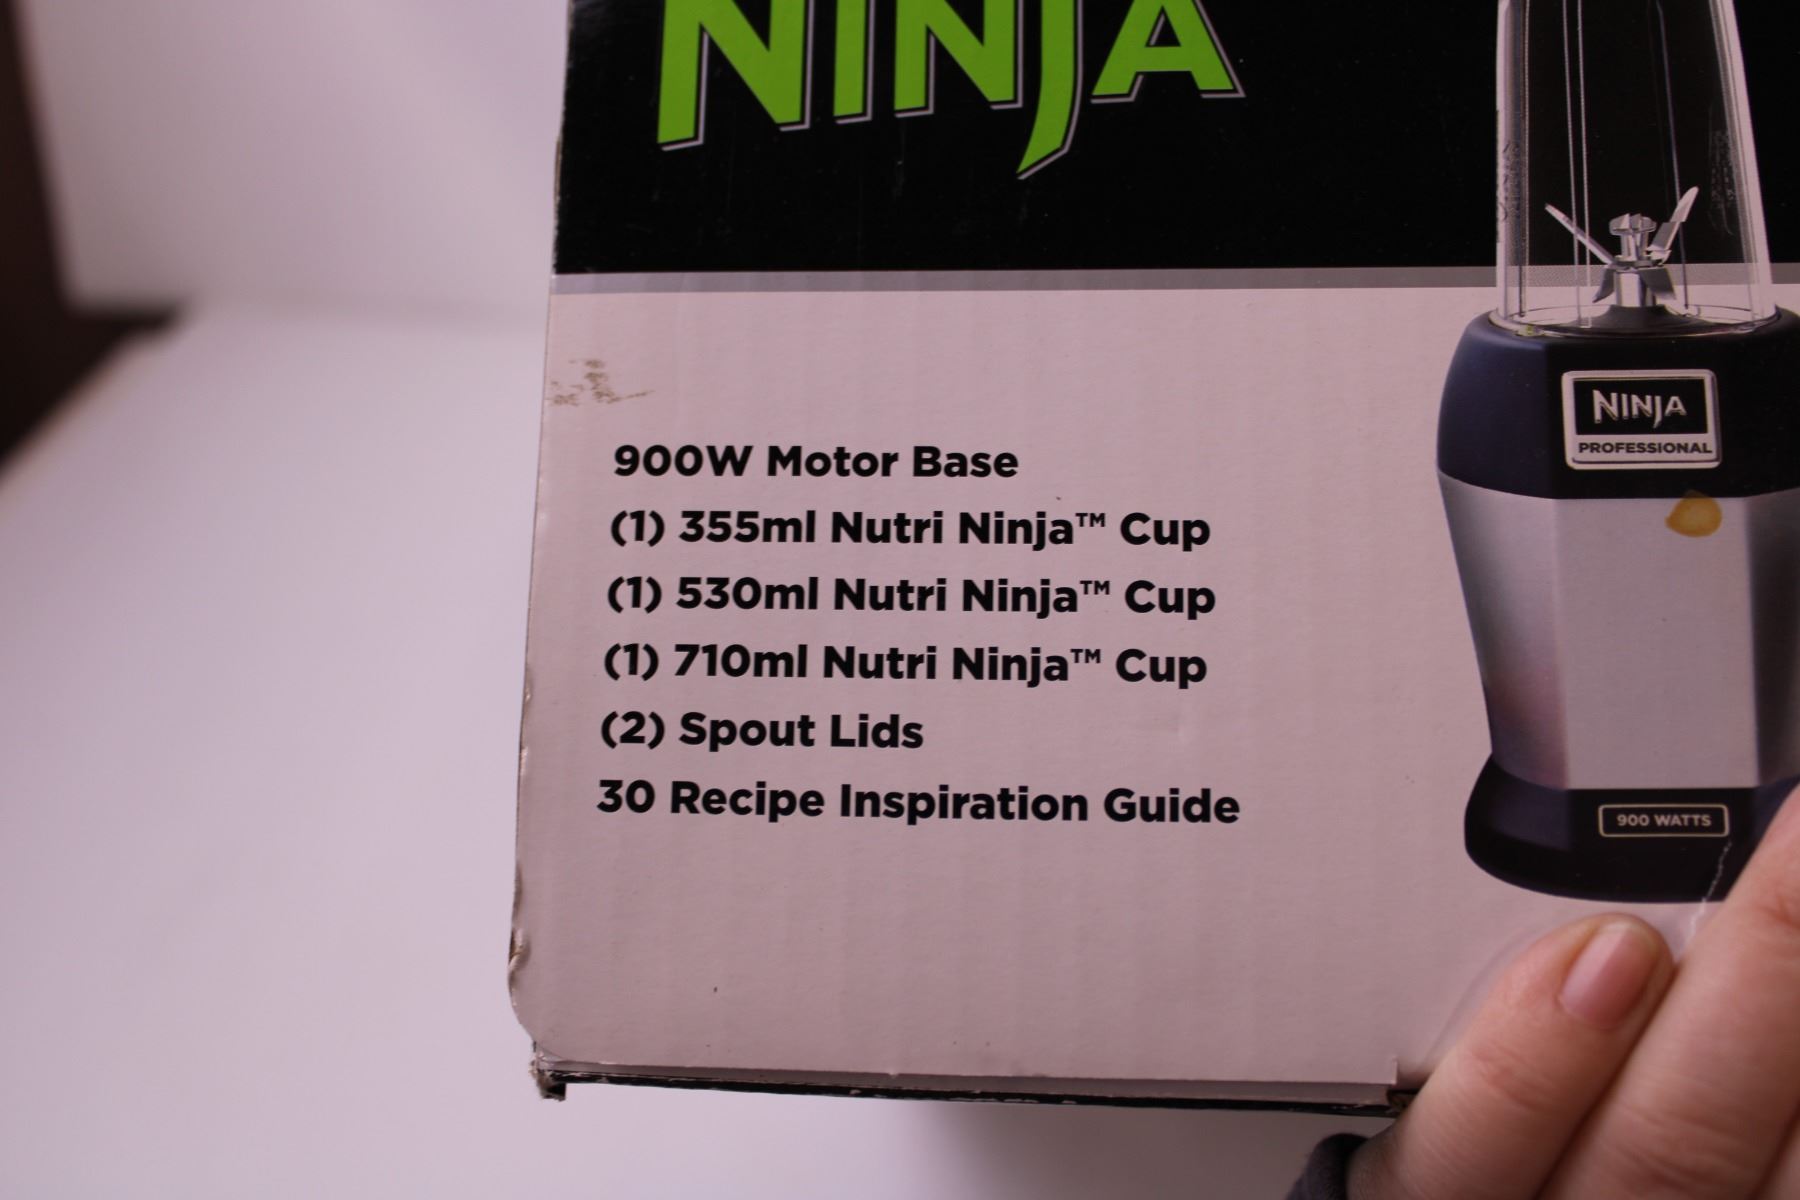 NINJA
900W Motor Base
(1) 355ml Nutri Ninja™ Cup
(1) 530ml Nutri Ninja™ Cup
(1) 710ml Nutri Ninja™ Cup
(2) Spout Lids
30 Recipe Inspiration Guide
NINJA
PROFESSIONAL
900 WATTS